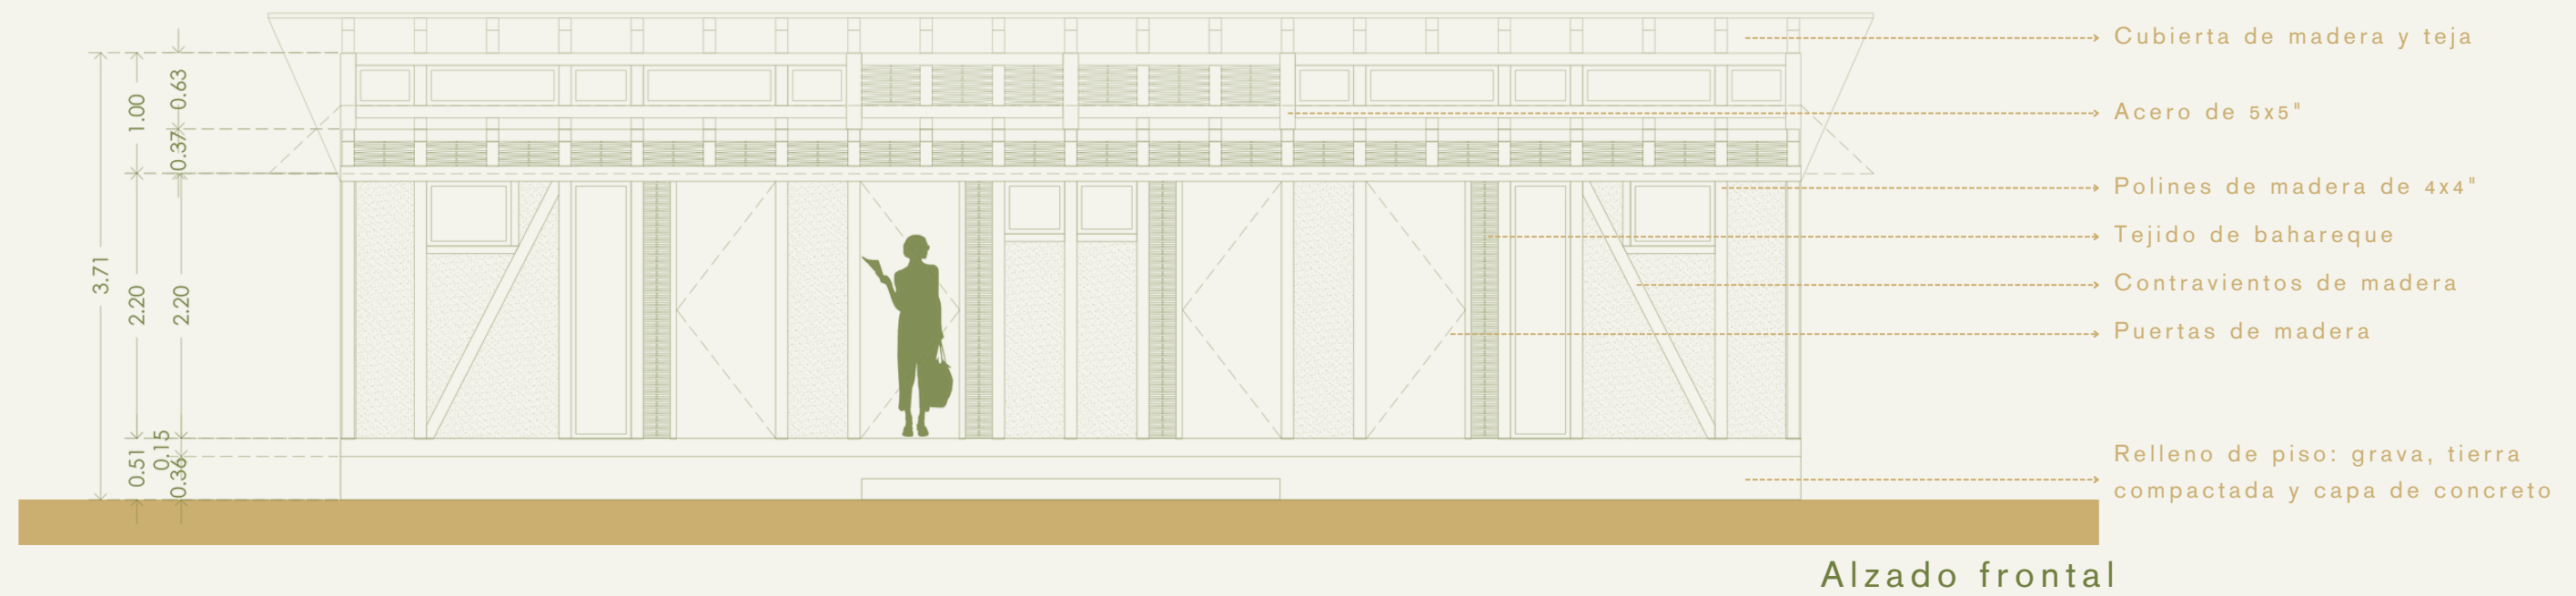 Cubierta de madera y teja
Acero de 5x5"
Polines de madera de 4x4"
Tejido de bahareque
Contravientos de madera
Puertas de madera
Relleno de piso: grava, tierra
compactada y capa de concreto
3.71
1.00
2.20
0.51
0.63
0.37
2.20
0.15
0.36
Alzado frontal